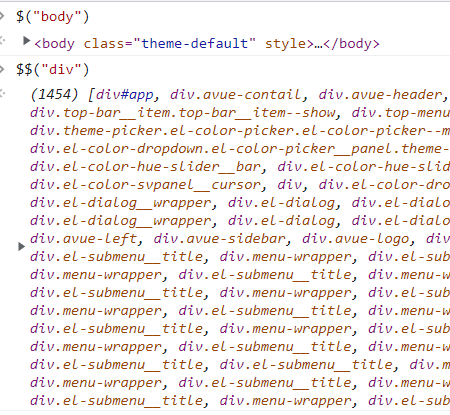 $("body")
<body class="theme-default" style>…</body>
$$("div")
(1454) [div#app, div.avue-contail, div.avue-header,
div.top-bar__item.top-bar__item--show, div.top-menu
div.theme-picker.el-color-picker.el-color-picker--m
div.el-color-dropdown.el-color-picker__panel.theme-
div.el-color-hue-slider__bar, div.el-color-hue-slid
div.el-color-svpanel__cursor, div, div.el-color-dro
div.el-dialog__wrapper, div.el-dialog, div.el-dialo
div.el-dialog__wrapper, div.el-dialog, div.el-dialo
div.avue-left, div.avue-sidebar, div.avue-logo, div
div.el-submenu__title, div.menu-wrapper, div.el-sub
div.menu-wrapper, div.el-submenu__title, div.menu-w
div.el-submenu__title, div.menu-wrapper, div.el-sub
div.menu-wrapper, div.el-submenu__title, div.menu-w
div.el-submenu__title, div.menu-wrapper, div.el-sub
div.menu-wrapper, div.el-submenu__title, div.menu-w
div.el-submenu__title, div.el-submenu__title, div.m
div.menu-wrapper, div.el-submenu__title, div.menu-w
div.el-submenu__title, div.menu-wrapper, div.el-sub